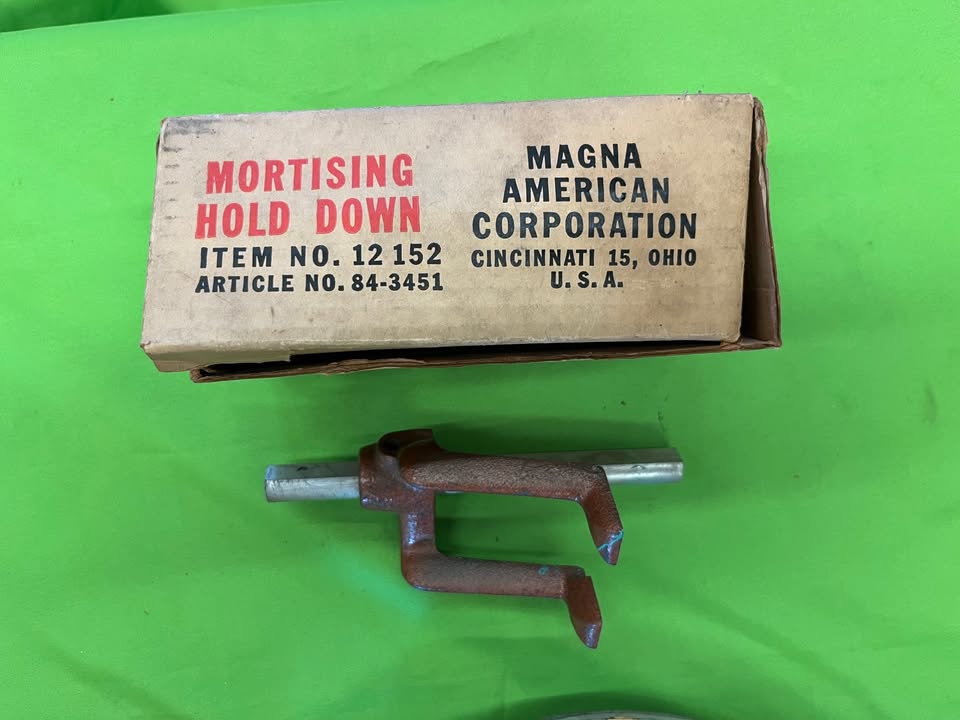 MORTISING
HOLD DOWN
ITEM NO. 12 152
ARTICLE NO. 84-3451
MAGNA
AMERICAN
CORPORATION
CINCINNATI 15, OHIO
U. S. A.